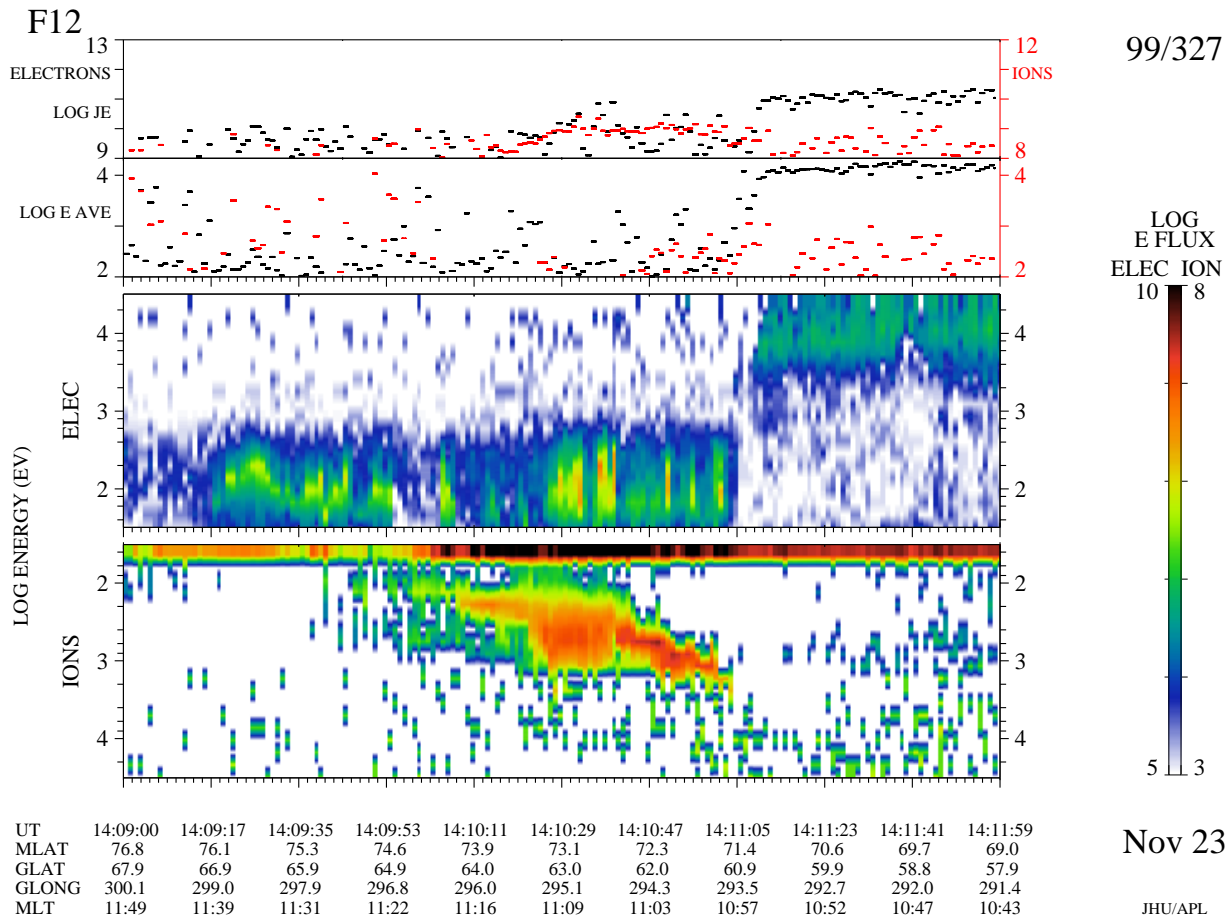 F12
99/327
13
12
ELECTRONS
IONS
LOG JE
9
8
4
4
LOG E AVE
2
2
LOG
E FLUX
ELEC ION
10
8
5
3
LOG ENERGY (EV)
ELEC
4
3
2
4
3
2
IONS
2
3
4
2
3
4
UT 14:09:00 14:09:17 14:09:35 14:09:53 14:10:11 14:10:29 14:10:47 14:11:05 14:11:23 14:11:41 14:11:59
MLAT 76.8 76.1 75.3 74.6 73.9 73.1 72.3 71.4 70.6 69.7 69.0
GLAT 67.9 66.9 65.9 64.9 64.0 63.0 62.0 60.9 59.9 58.8 57.9
GLONG 300.1 299.0 297.9 296.8 296.0 295.1 294.3 293.5 292.7 292.0 291.4
MLT 11:49 11:39 11:31 11:22 11:16 11:09 11:03 10:57 10:52 10:47 10:43
Nov 23
JHU/APL